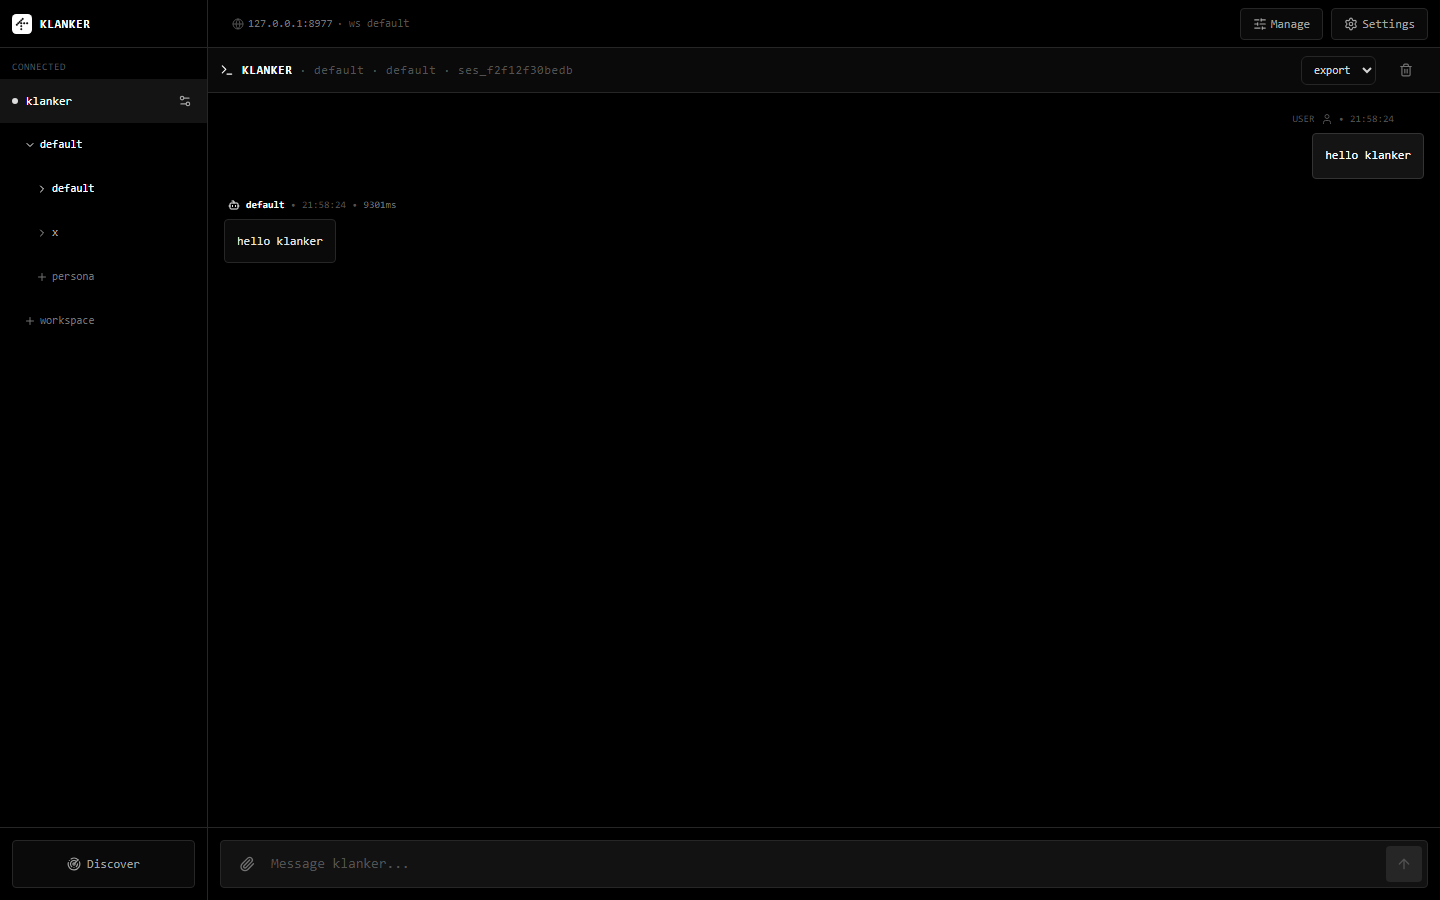 KLANKER
127.0.0.1:8977 · ws default
Manage
Settings
CONNECTED
klanker
default
default
x
persona
workspace
Discover
KLANKER · default · default · ses_f2f12f30bedb
export
USER • 21:58:24
hello klanker
default • 21:58:24 • 9301ms
hello klanker
Message klanker...